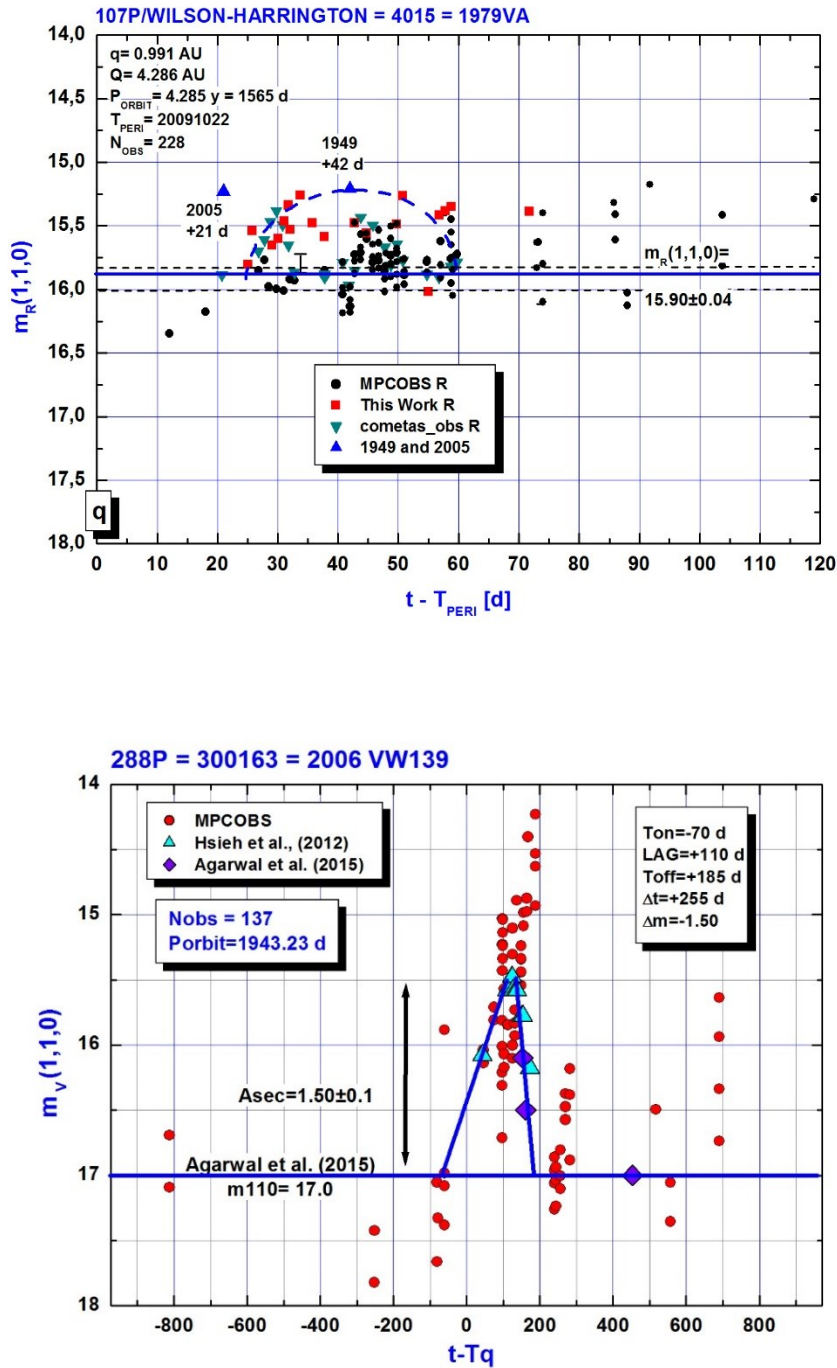 107P/WILSON-HARRINGTON = 4015 = 1979VA
14,0
q= 0.991 AU
Q= 4.286 AU
PORBIT= 4.285 y = 1565 d
TPERI = 20091022
NOBS = 228
14,5
1949
+42 d
15,0
2005
+21 d
15,5
mR(1,1,0)=
16,0
15.90±0.04
mR(1,1,0)
16,5
MPCOBS R
This Work R
cometas_obs R
1949 and 2005
17,0
17,5
q
18,0
0 10 20 30 40 50 60 70 80 90 100 110 120
t - TPERI [d]
288P = 300163 = 2006 VW139
14
MPCOBS
Hsieh et al., (2012)
Agarwal et al. (2015)
Ton=-70 d
LAG=+110 d
Toff=+185 d
Δt=+255 d
Δm=-1.50
Nobs = 137
Porbit=1943.23 d
15
mV(1,1,0)
16
Asec=1.50±0.1
Agarwal et al. (2015)
m110= 17.0
17
18
-800 -600 -400 -200 0 200 400 600 800
t-Tq